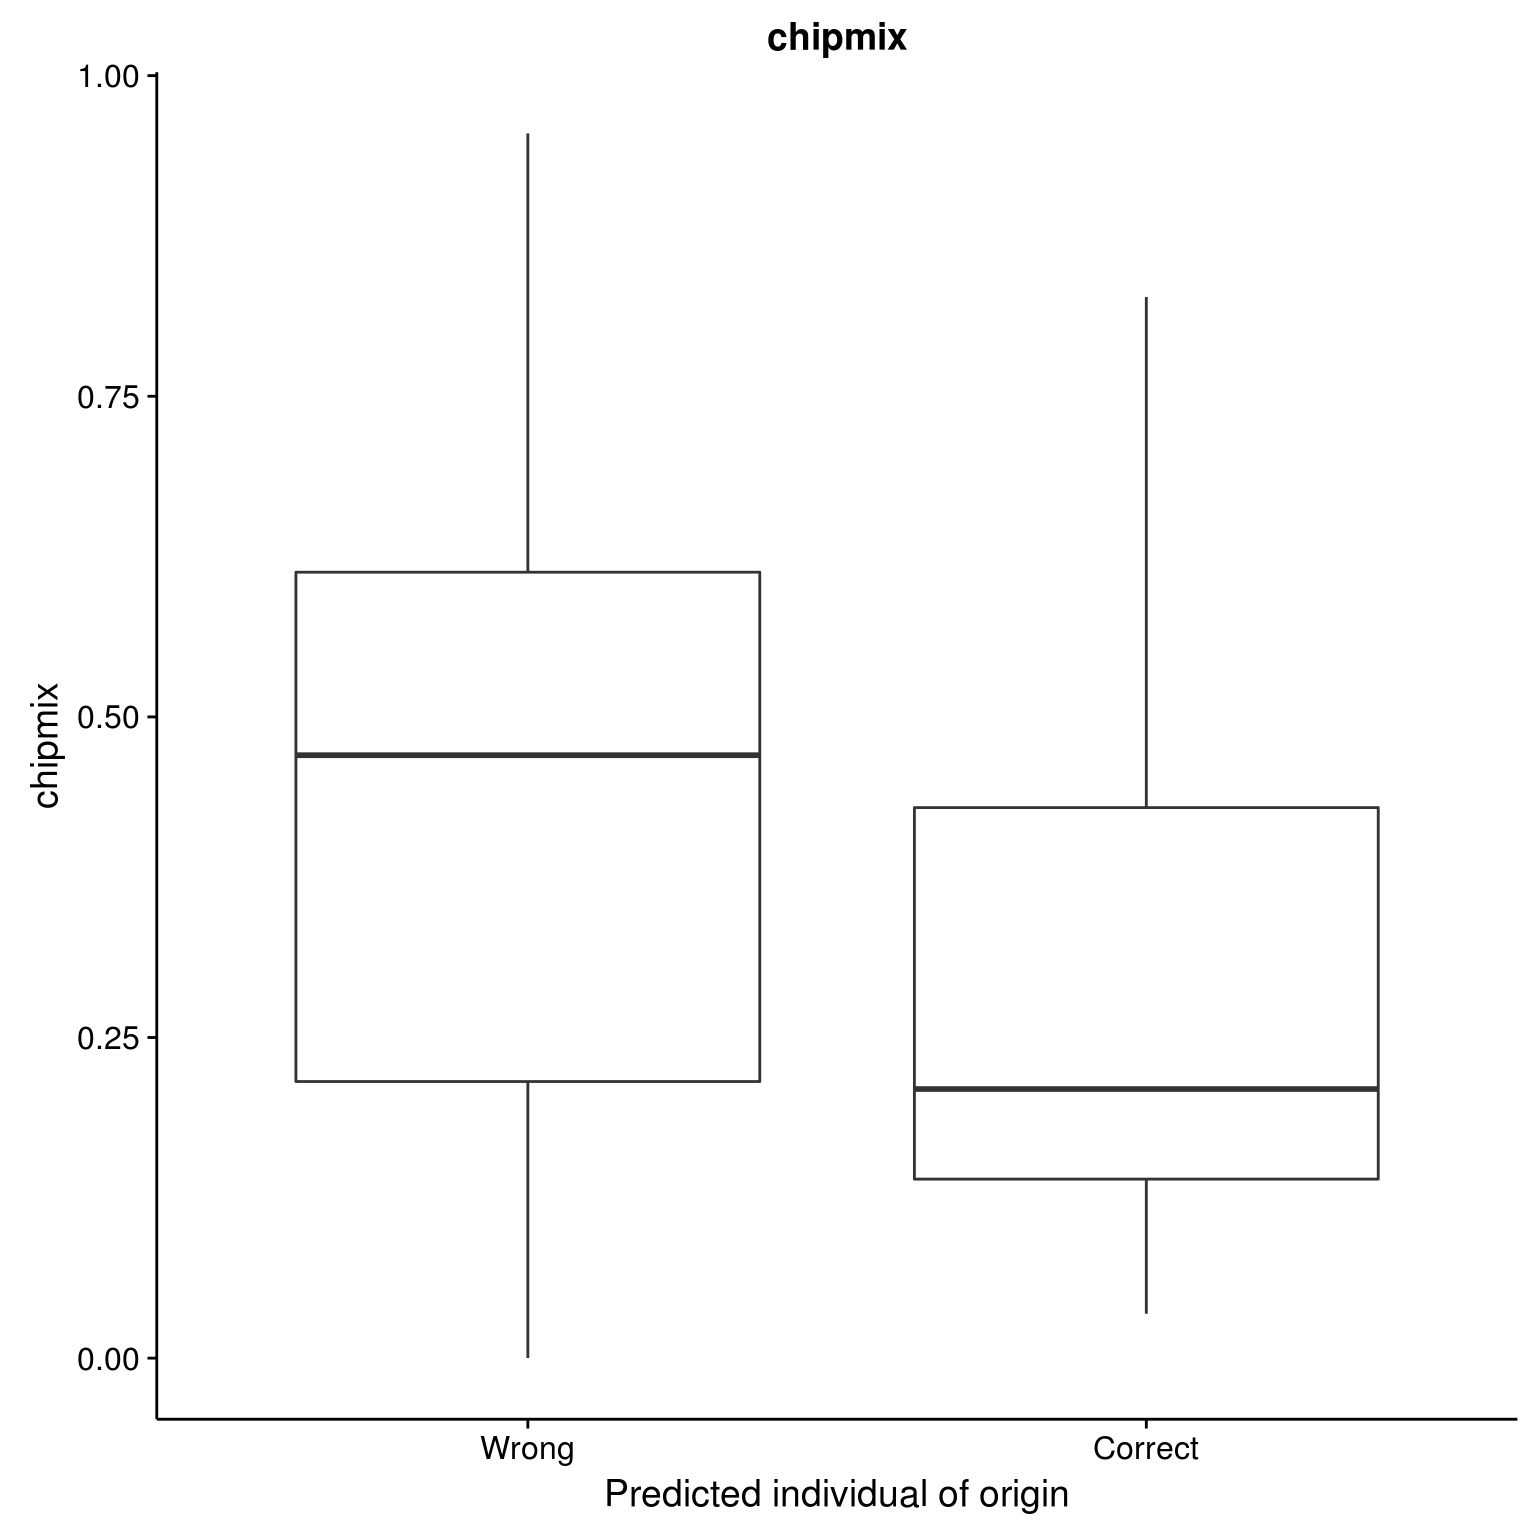 chipmix
1.00
0.75
0.50
0.25
0.00
chipmix
Wrong
Correct
Predicted individual of origin